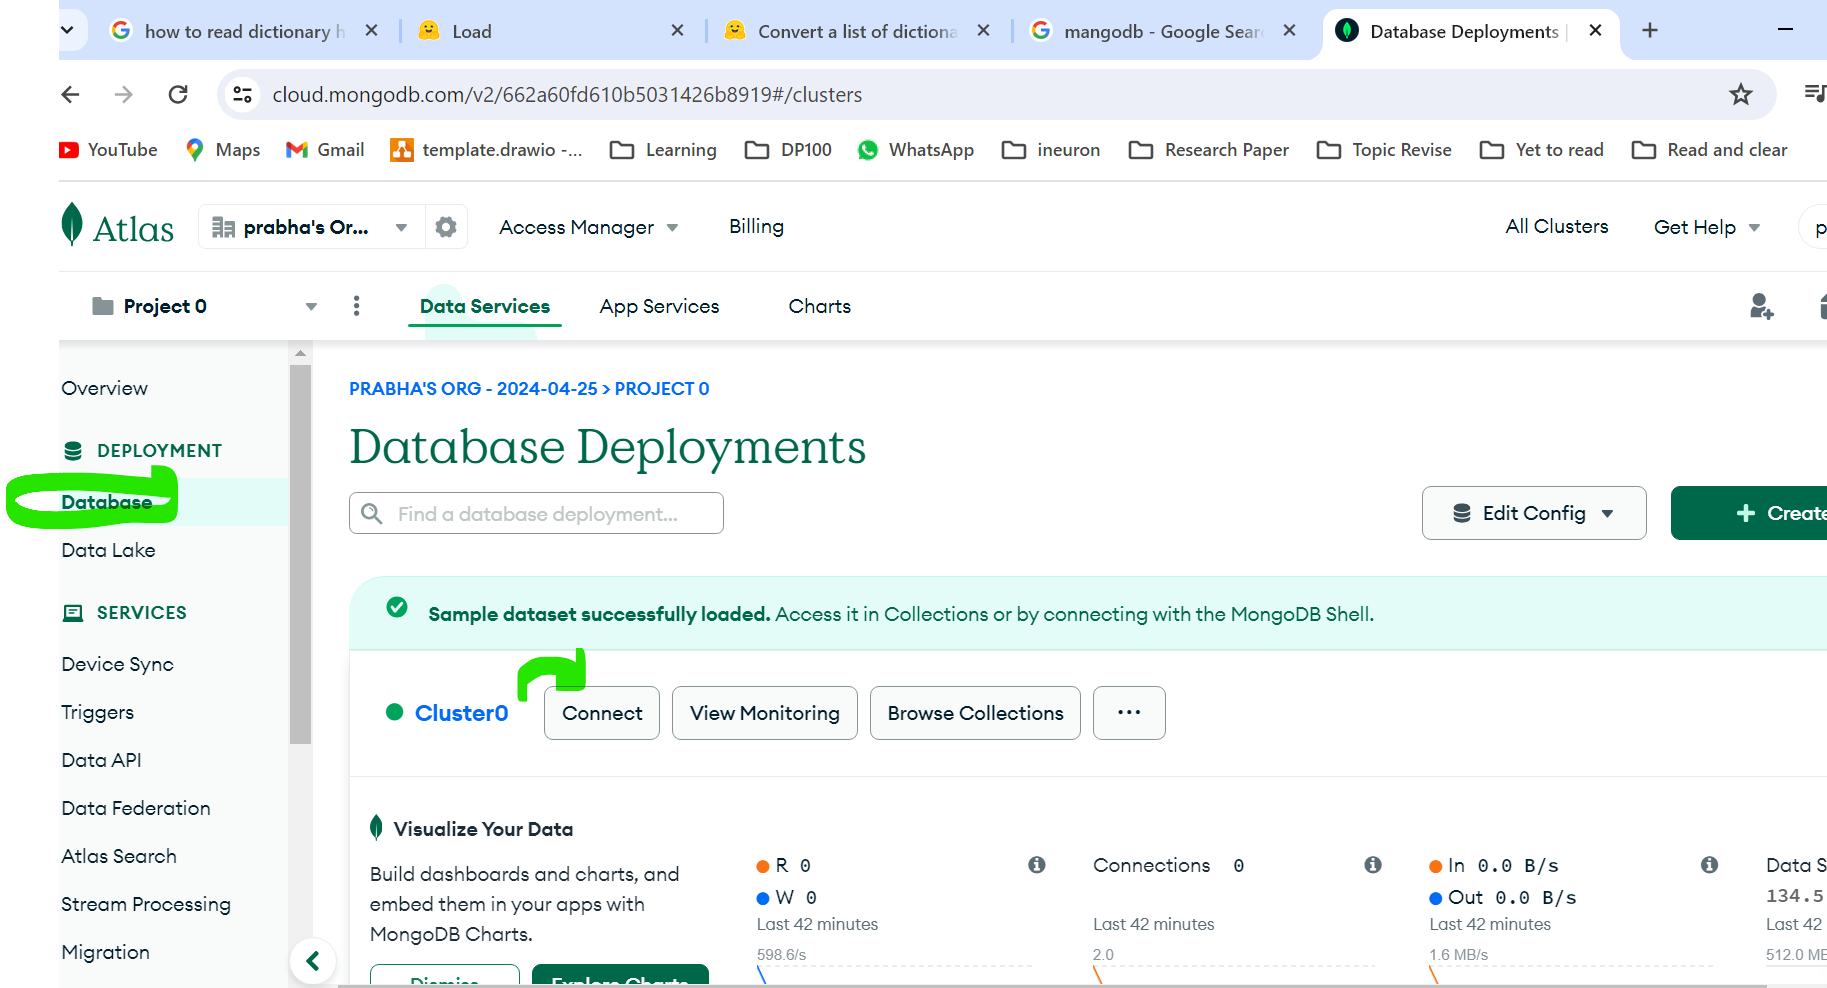 how to read dictionary h
Load
Convert a list of dictiona
mangodb - Google Sear
Database Deployments
cloud.mongodb.com/v2/662a60fd610b5031426b8919#/clusters
YouTube Maps Gmail template.drawio -... Learning DP100 WhatsApp ineuron Research Paper Topic Revise Yet to read Read and clear
Atlas prabha's Or... Access Manager Billing All Clusters Get Help p
Project 0 Data Services App Services Charts
Overview
DEPLOYMENT
Database
Data Lake
SERVICES
Device Sync
Triggers
Data API
Data Federation
Atlas Search
Stream Processing
Migration
PRABHA'S ORG - 2024-04-25 > PROJECT 0
Database Deployments
Find a database deployment...
Edit Config
+ Create
Sample dataset successfully loaded. Access it in Collections or by connecting with the MongoDB Shell.
Cluster0 Connect View Monitoring Browse Collections ...
Visualize Your Data
Build dashboards and charts, and
embed them in your apps with
MongoDB Charts.
Dismiss Explore Charts
R 0
W 0
Last 42 minutes
598.6/s
Connections 0
Last 42 minutes
2.0
In 0.0 B/s
Out 0.0 B/s
Last 42 minutes
1.6 MB/s
Data S
134.5
Last 42
512.0 MB